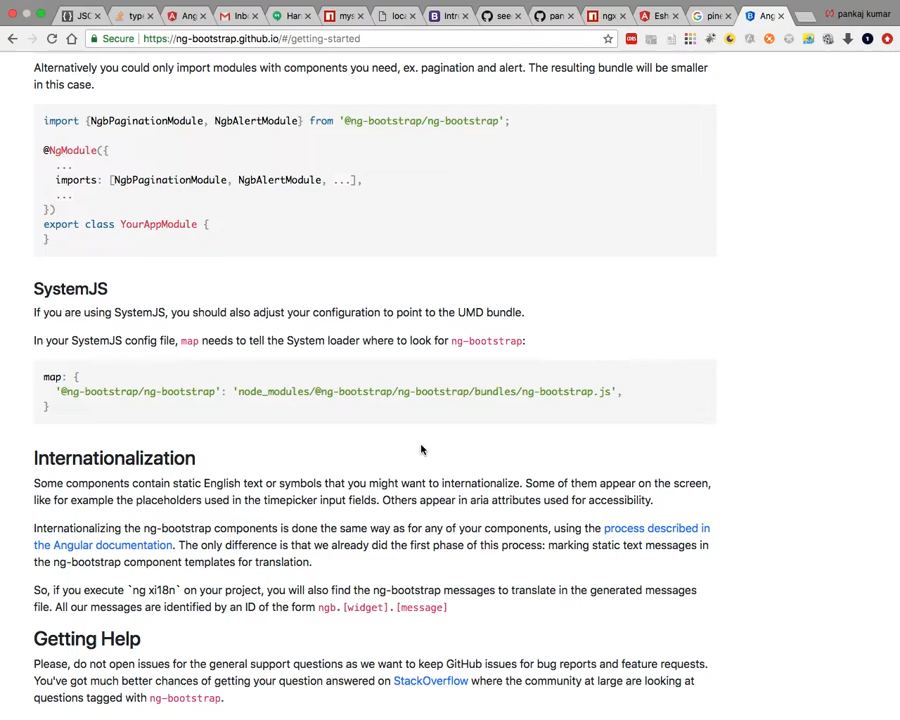 JSC typ Ang Inb Han mys loca Intr see pan ngx Esh pine Ang pankaj kumar
Secure https://ng-bootstrap.github.io/#/getting-started
Alternatively you could only import modules with components you need, ex. pagination and alert. The resulting bundle will be smaller
in this case.
import {NgbPaginationModule, NgbAlertModule} from '@ng-bootstrap/ng-bootstrap';
@NgModule({
...
imports: [NgbPaginationModule, NgbAlertModule, ...],
...
})
export class YourAppModule {
}
SystemJS
If you are using SystemJS, you should also adjust your configuration to point to the UMD bundle.
In your SystemJS config file, map needs to tell the System loader where to look for ng-bootstrap:
map: {
'@ng-bootstrap/ng-bootstrap': 'node_modules/@ng-bootstrap/ng-bootstrap/bundles/ng-bootstrap.js',
}
Internationalization
Some components contain static English text or symbols that you might want to internationalize. Some of them appear on the screen,
like for example the placeholders used in the timepicker input fields. Others appear in aria attributes used for accessibility.
Internationalizing the ng-bootstrap components is done the same way as for any of your components, using the process described in
the Angular documentation. The only difference is that we already did the first phase of this process: marking static text messages in
the ng-bootstrap component templates for translation.
So, if you execute `ng xi18n` on your project, you will also find the ng-bootstrap messages to translate in the generated messages
file. All our messages are identified by an ID of the form ngb.[widget].[message]
Getting Help
Please, do not open issues for the general support questions as we want to keep GitHub issues for bug reports and feature requests.
You've got much better chances of getting your question answered on StackOverflow where the community at large are looking at
questions tagged with ng-bootstrap.